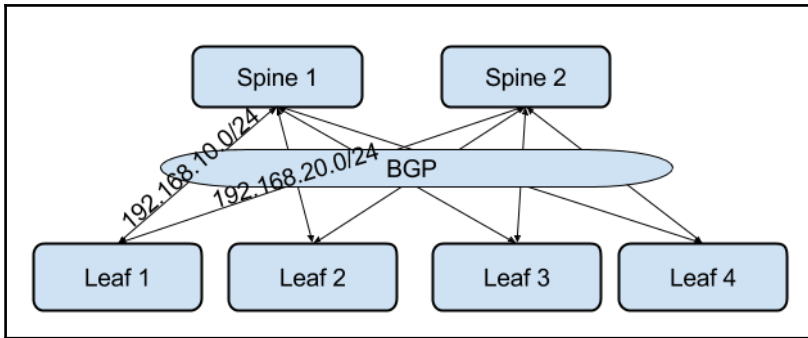 Spine 1
Spine 2
192.168.10.0/24
192.168.20.0/24
BGP
Leaf 1
Leaf 2
Leaf 3
Leaf 4